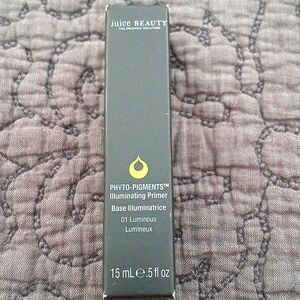 juice BEAUTY
THE ORGANIC SOLUTION
PHYTO-PIGMENTS™
Illuminating Primer
Base Illuminatrice
01 Luminous
Lumineux
15 mL ℮ .5 fl oz